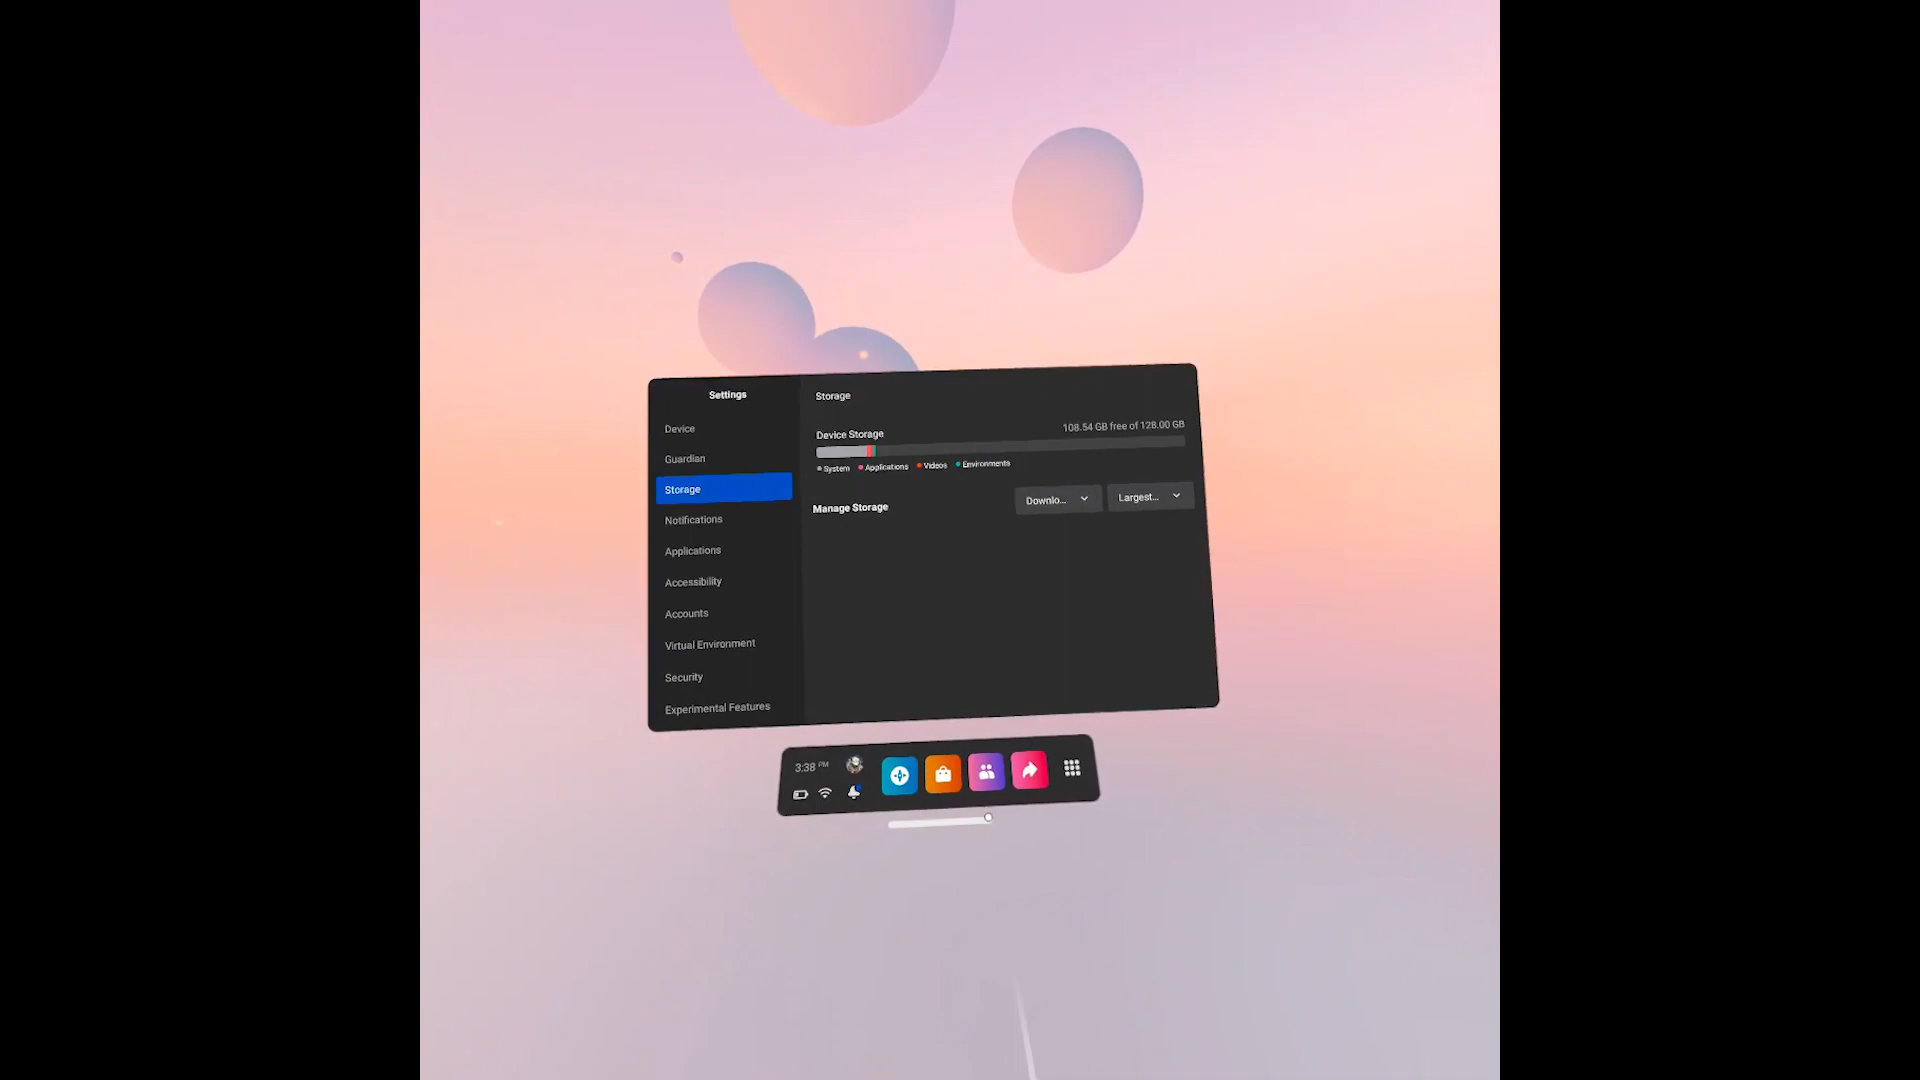 Settings
Device
Guardian
Storage
Notifications
Applications
Accessibility
Accounts
Virtual Environment
Security
Experimental Features
Storage
Device Storage
108.54 GB free of 128.00 GB
System Applications Videos Environments
Manage Storage
Downlo...
Largest...
3:38 PM